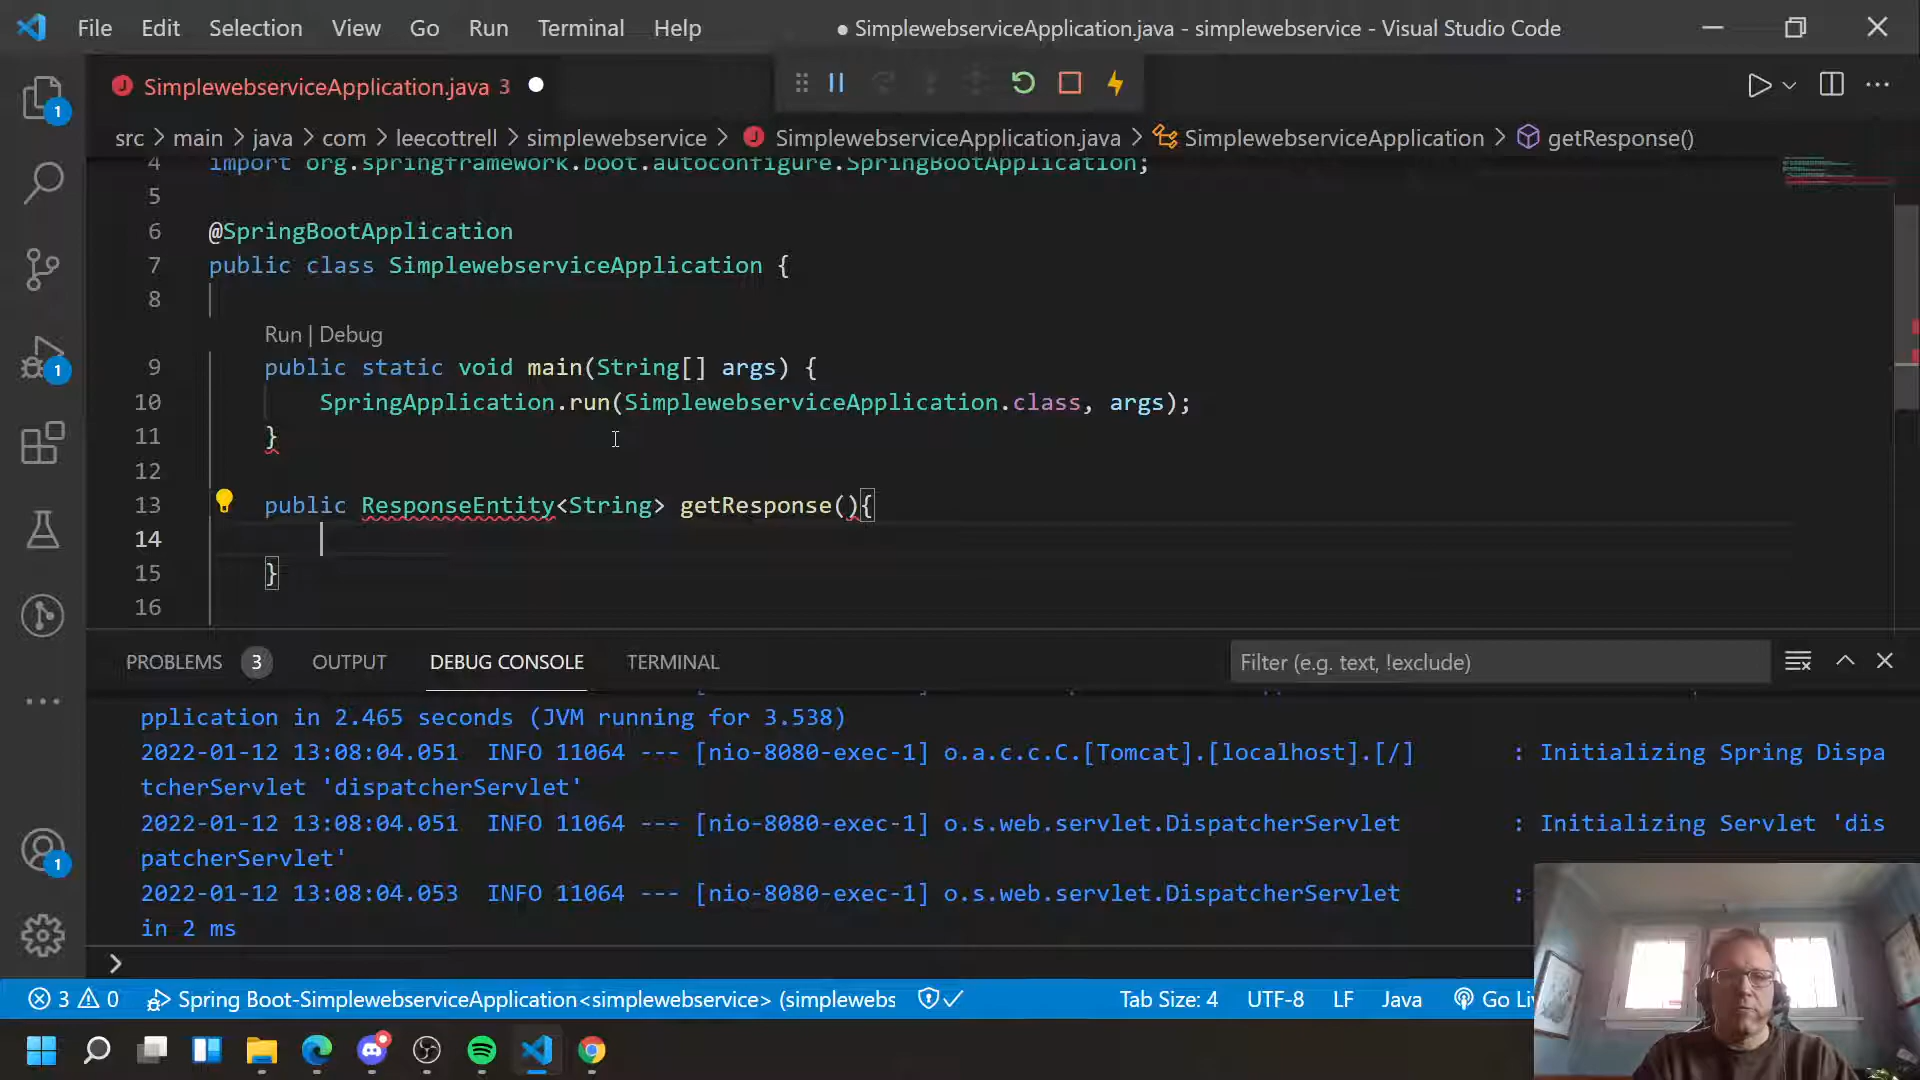 File Edit Selection View Go Run Terminal Help ● SimplewebserviceApplication.java - simplewebservice - Visual Studio Code
J SimplewebserviceApplication.java 3
src > main > java > com > leecottrell > simplewebservice > J SimplewebserviceApplication.java > SimplewebserviceApplication > getResponse()
4 import org.springframework.boot.autoconfigure.SpringBootApplication;
5
6 @SpringBootApplication
7 public class SimplewebserviceApplication {
8
Run | Debug
9 public static void main(String[] args) {
10 SpringApplication.run(SimplewebserviceApplication.class, args);
11 }
12
13 public ResponseEntity<String> getResponse(){
14
15 }
16
PROBLEMS 3 OUTPUT DEBUG CONSOLE TERMINAL Filter (e.g. text, !exclude)
pplication in 2.465 seconds (JVM running for 3.538)
2022-01-12 13:08:04.051 INFO 11064 --- [nio-8080-exec-1] o.a.c.c.C.[Tomcat].[localhost].[/] : Initializing Spring Dispa
tcherServlet 'dispatcherServlet'
2022-01-12 13:08:04.051 INFO 11064 --- [nio-8080-exec-1] o.s.web.servlet.DispatcherServlet : Initializing Servlet 'dis
patcherServlet'
2022-01-12 13:08:04.053 INFO 11064 --- [nio-8080-exec-1] o.s.web.servlet.DispatcherServlet :
in 2 ms
>
1
1
1
3 0 Spring Boot-SimplewebserviceApplication<simplewebservice> (simplewebs Tab Size: 4 UTF-8 LF Java Go Li